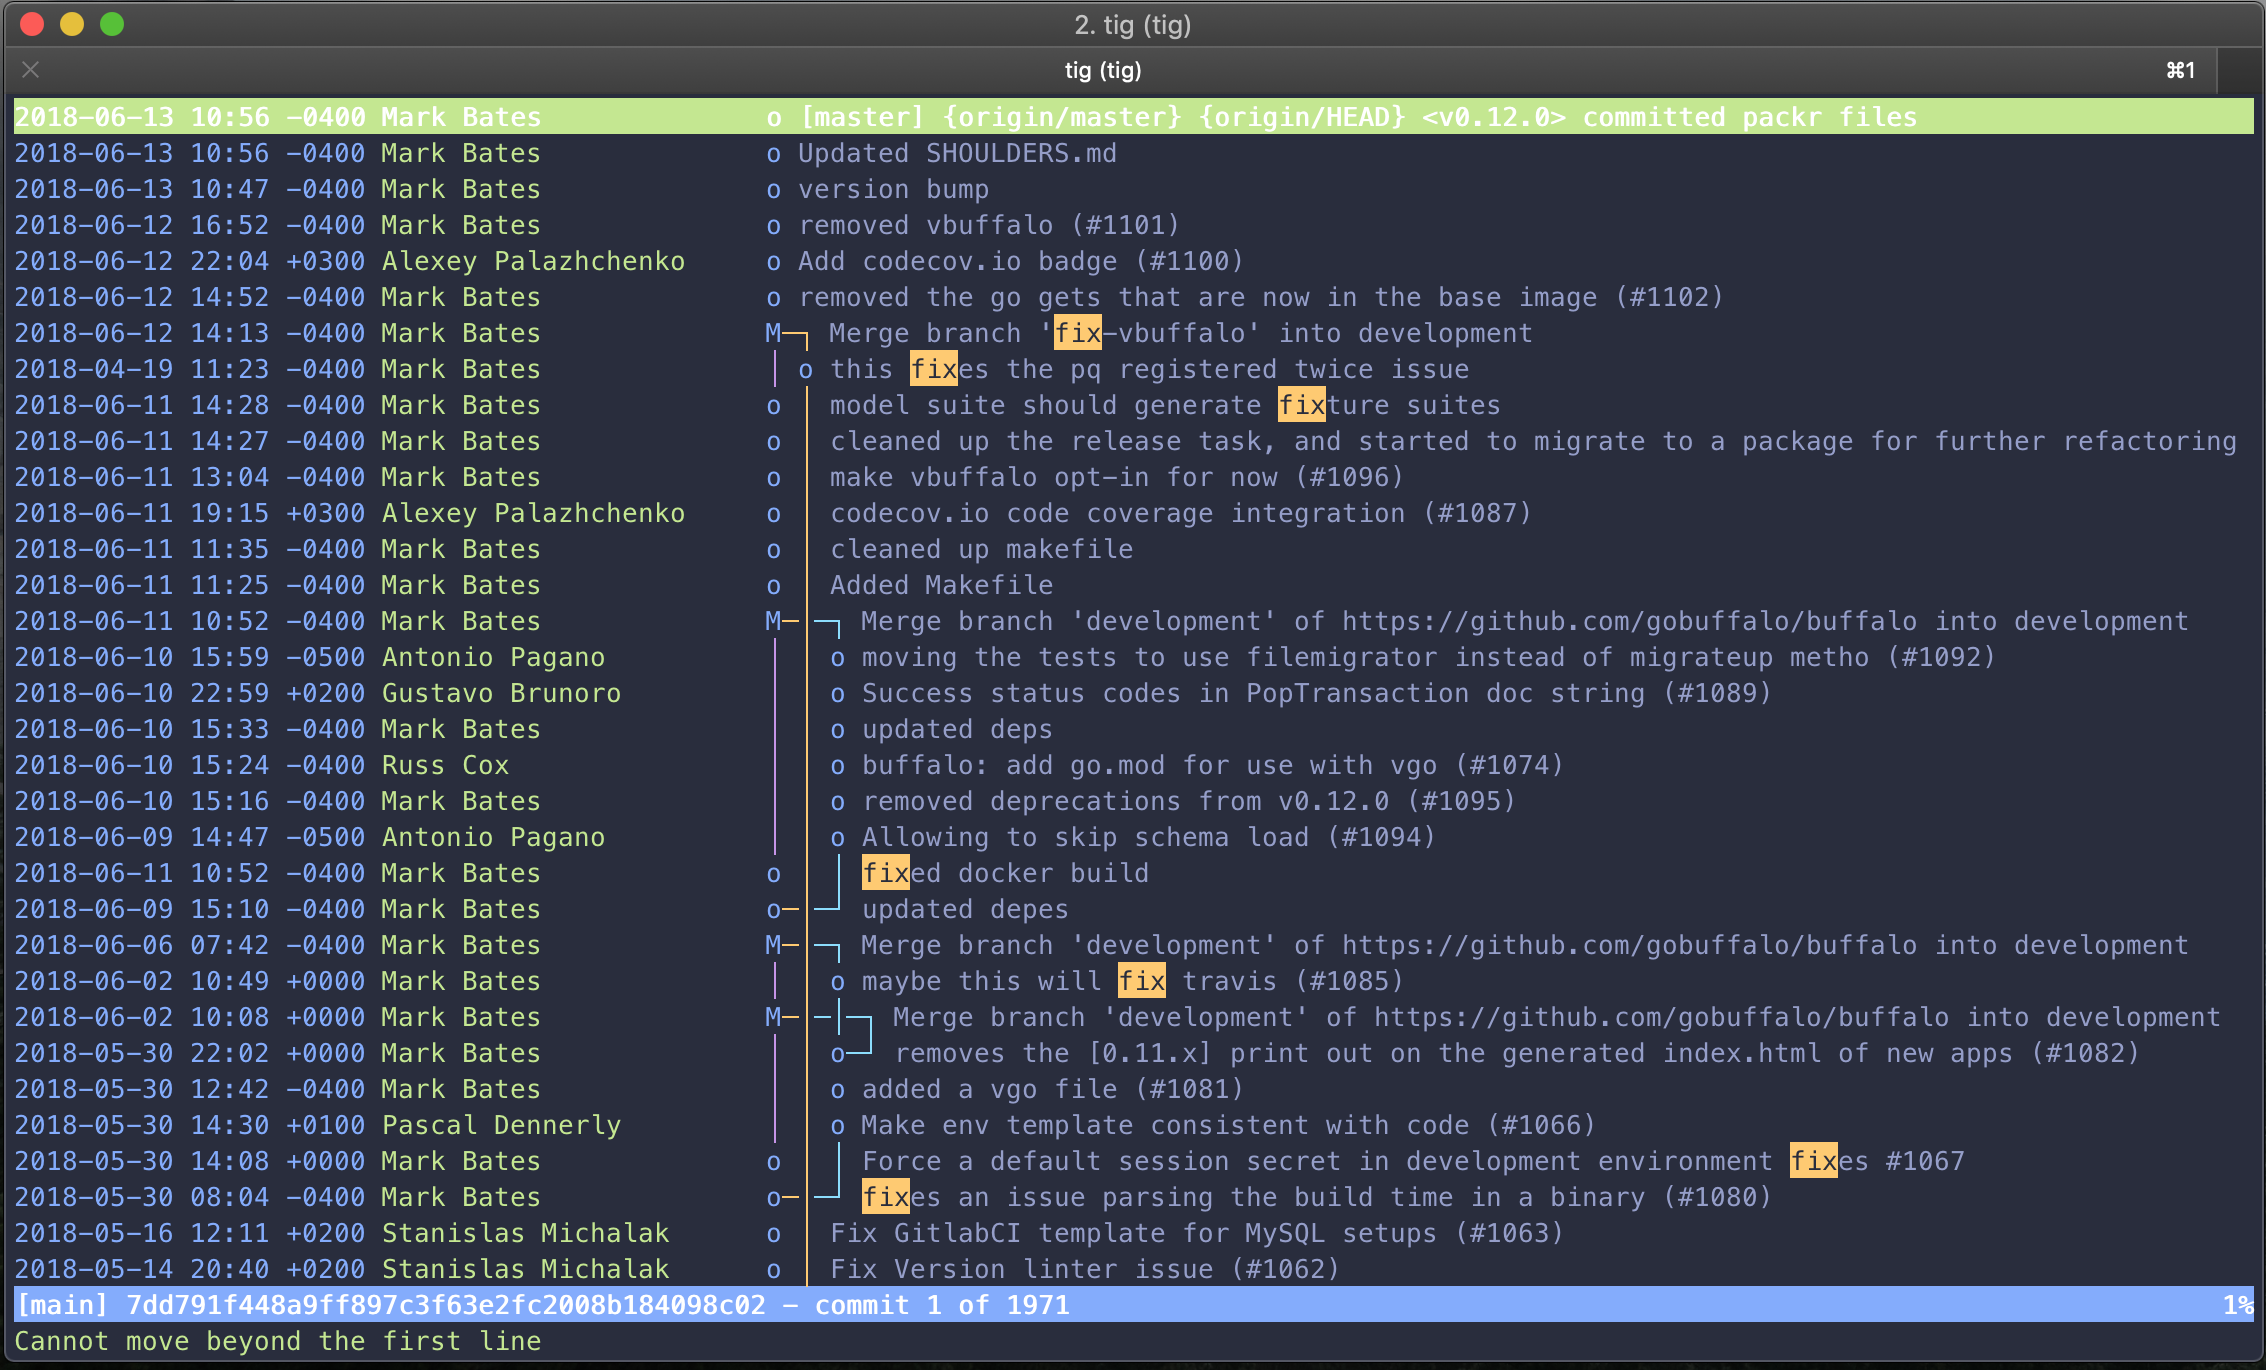 2. tig (tig)
tig (tig) ⌘1
2018-06-13 10:56 -0400 Mark Bates o [master] {origin/master} {origin/HEAD} <v0.12.0> committed packr files
2018-06-13 10:56 -0400 Mark Bates o Updated SHOULDERS.md
2018-06-13 10:47 -0400 Mark Bates o version bump
2018-06-12 16:52 -0400 Mark Bates o removed vbuffalo (#1101)
2018-06-12 22:04 +0300 Alexey Palazhchenko o Add codecov.io badge (#1100)
2018-06-12 14:52 -0400 Mark Bates o removed the go gets that are now in the base image (#1102)
2018-06-12 14:13 -0400 Mark Bates M Merge branch 'fix-vbuffalo' into development
2018-04-19 11:23 -0400 Mark Bates o this fixes the pq registered twice issue
2018-06-11 14:28 -0400 Mark Bates o model suite should generate fixture suites
2018-06-11 14:27 -0400 Mark Bates o cleaned up the release task, and started to migrate to a package for further refactoring
2018-06-11 13:04 -0400 Mark Bates o make vbuffalo opt-in for now (#1096)
2018-06-11 19:15 +0300 Alexey Palazhchenko o codecov.io code coverage integration (#1087)
2018-06-11 11:35 -0400 Mark Bates o cleaned up makefile
2018-06-11 11:25 -0400 Mark Bates o Added Makefile
2018-06-11 10:52 -0400 Mark Bates M Merge branch 'development' of https://github.com/gobuffalo/buffalo into development
2018-06-10 15:59 -0500 Antonio Pagano o moving the tests to use filemigrator instead of migrateup metho (#1092)
2018-06-10 22:59 +0200 Gustavo Brunoro o Success status codes in PopTransaction doc string (#1089)
2018-06-10 15:33 -0400 Mark Bates o updated deps
2018-06-10 15:24 -0400 Russ Cox o buffalo: add go.mod for use with vgo (#1074)
2018-06-10 15:16 -0400 Mark Bates o removed deprecations from v0.12.0 (#1095)
2018-06-09 14:47 -0500 Antonio Pagano o Allowing to skip schema load (#1094)
2018-06-11 10:52 -0400 Mark Bates o fixed docker build
2018-06-09 15:10 -0400 Mark Bates o updated depes
2018-06-06 07:42 -0400 Mark Bates M Merge branch 'development' of https://github.com/gobuffalo/buffalo into development
2018-06-02 10:49 +0000 Mark Bates o maybe this will fix travis (#1085)
2018-06-02 10:08 +0000 Mark Bates M Merge branch 'development' of https://github.com/gobuffalo/buffalo into development
2018-05-30 22:02 +0000 Mark Bates o removes the [0.11.x] print out on the generated index.html of new apps (#1082)
2018-05-30 12:42 -0400 Mark Bates o added a vgo file (#1081)
2018-05-30 14:30 +0100 Pascal Dennerly o Make env template consistent with code (#1066)
2018-05-30 14:08 +0000 Mark Bates o Force a default session secret in development environment fixes #1067
2018-05-30 08:04 -0400 Mark Bates o fixes an issue parsing the build time in a binary (#1080)
2018-05-16 12:11 +0200 Stanislas Michalak o Fix GitlabCI template for MySQL setups (#1063)
2018-05-14 20:40 +0200 Stanislas Michalak o Fix Version linter issue (#1062)
[main] 7dd791f448a9ff897c3f63e2fc2008b184098c02 - commit 1 of 1971 1%
Cannot move beyond the first line